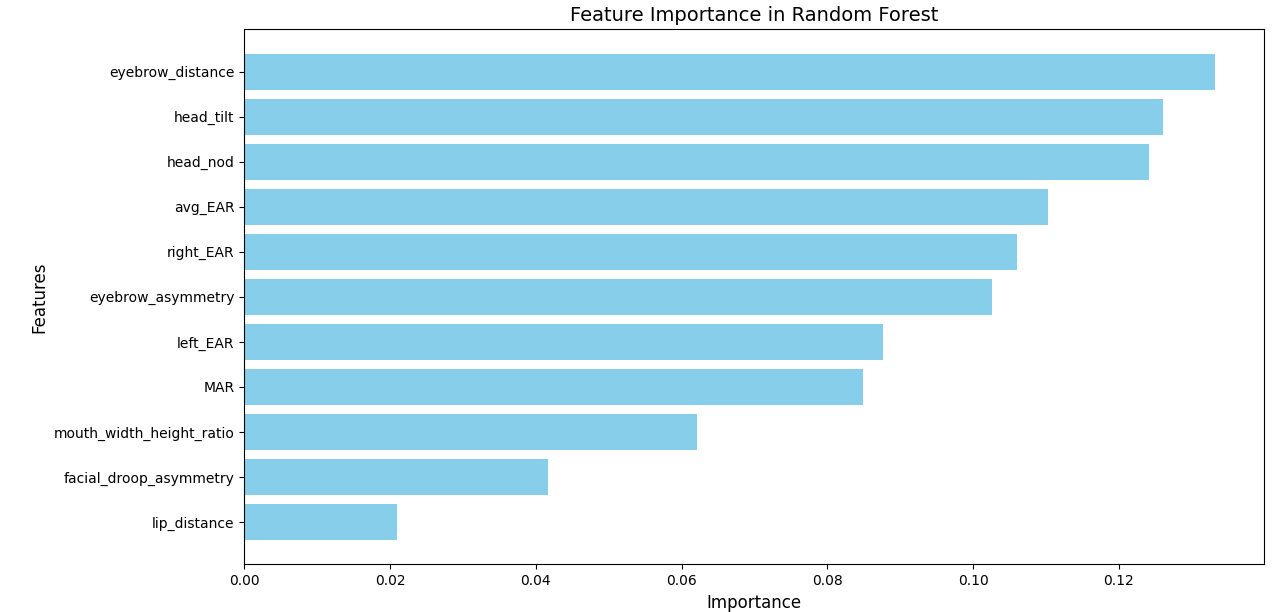 Feature Importance in Random Forest
eyebrow_distance
head_tilt
head_nod
avg_EAR
right_EAR
eyebrow_asymmetry
left_EAR
MAR
mouth_width_height_ratio
facial_droop_asymmetry
lip_distance
Features
0.00 0.02 0.04 0.06 0.08 0.10 0.12
Importance